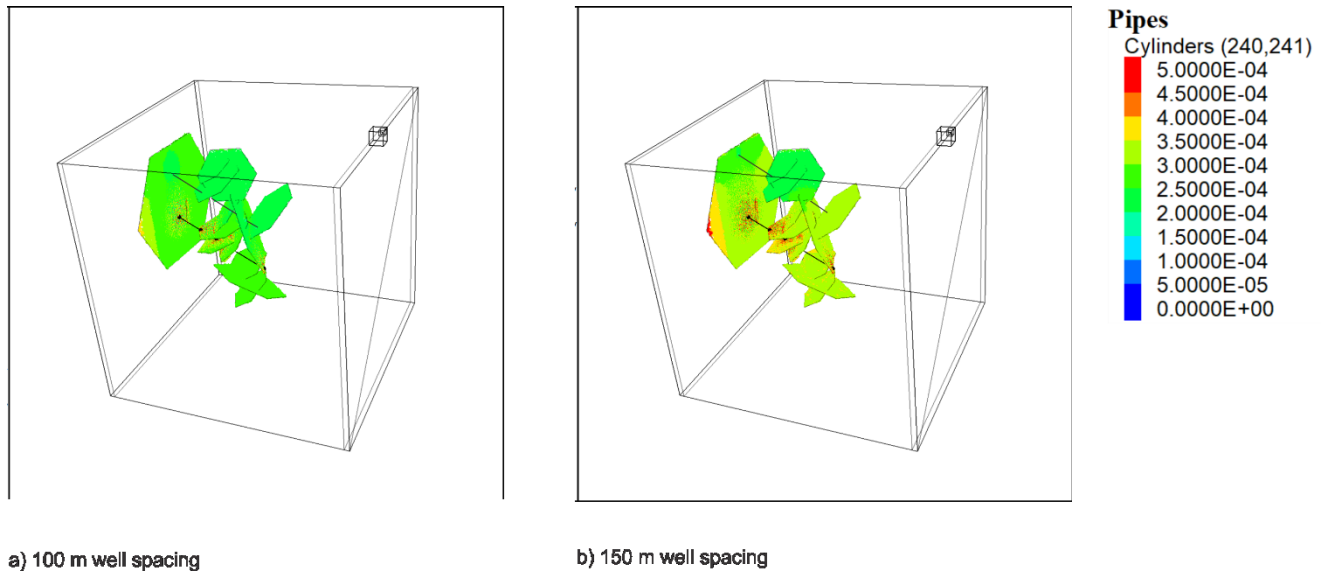 Pipes
Cylinders (240,241)
5.0000E-04
4.5000E-04
4.0000E-04
3.5000E-04
3.0000E-04
2.5000E-04
2.0000E-04
1.5000E-04
1.0000E-04
5.0000E-05
0.0000E+00
a) 100 m well spacing
b) 150 m well spacing